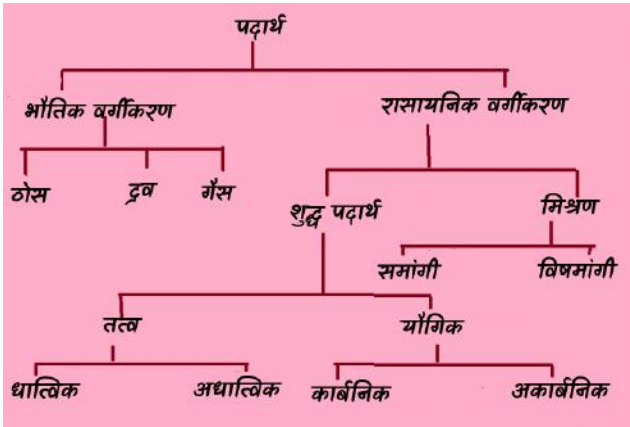 पदार्थ
भौतिक वर्गीकरण
रासायनिक वर्गीकरण
ठोस
द्रव
गैस
शुद्ध पदार्थ
मिश्रण
समांगी
विषमांगी
तत्व
यौगिक
धात्विक
अधात्विक
कार्बनिक
अकार्बनिक